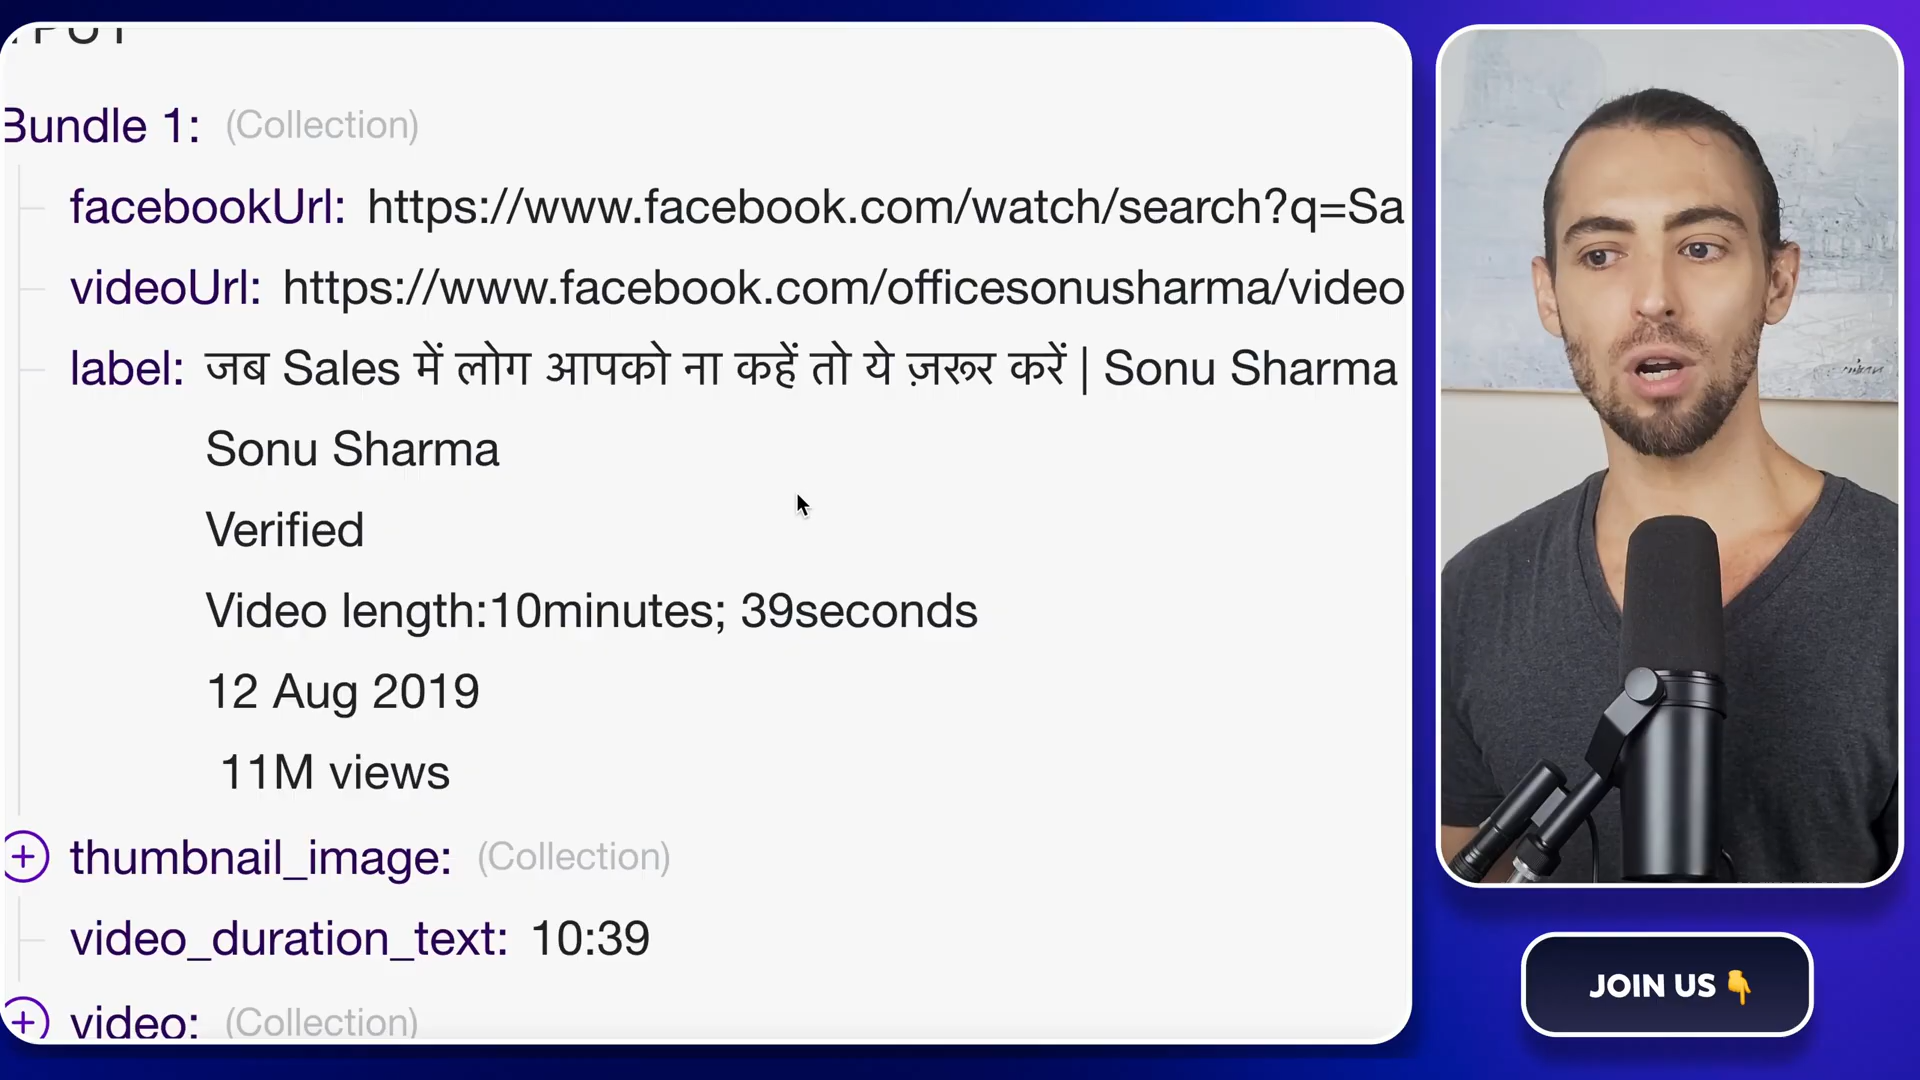 Bundle 1: (Collection)
facebookUrl: https://www.facebook.com/watch/search?q=Sa
videoUrl: https://www.facebook.com/officesonusharma/video
label: जब Sales में लोग आपको ना कहें तो ये ज़रूर करें | Sonu Sharma
Sonu Sharma
Verified
Video length:10minutes; 39seconds
12 Aug 2019
11M views
thumbnail_image: (Collection)
video_duration_text: 10:39
video: (Collection)
JOIN US 👇